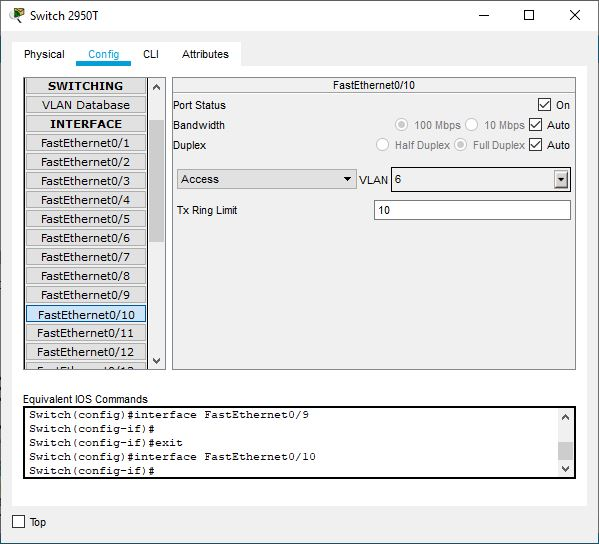 Switch 2950T
Physical Config CLI Attributes
SWITCHING
VLAN Database
INTERFACE
FastEthernet0/1
FastEthernet0/2
FastEthernet0/3
FastEthernet0/4
FastEthernet0/5
FastEthernet0/6
FastEthernet0/7
FastEthernet0/8
FastEthernet0/9
FastEthernet0/10
FastEthernet0/11
FastEthernet0/12
FastEthernet0/10
Port Status On
Bandwidth 100 Mbps 10 Mbps Auto
Duplex Half Duplex Full Duplex Auto
Access VLAN 6
Tx Ring Limit 10
Equivalent IOS Commands
Switch(config)#interface FastEthernet0/9
Switch(config-if)#
Switch(config-if)#exit
Switch(config)#interface FastEthernet0/10
Switch(config-if)#
Top